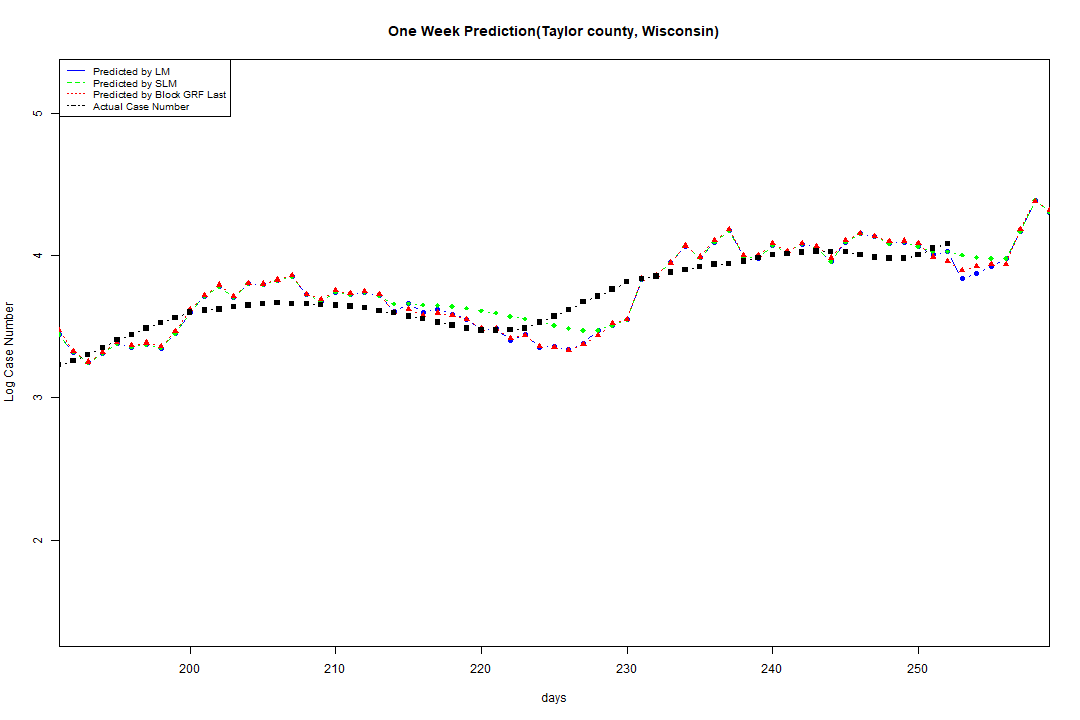 One Week Prediction(Taylor county, Wisconsin)
Predicted by LM
Predicted by SLM
Predicted by Block GRF Last
Actual Case Number
5
4
3
2
Log Case Number
200 210 220 230 240 250
days